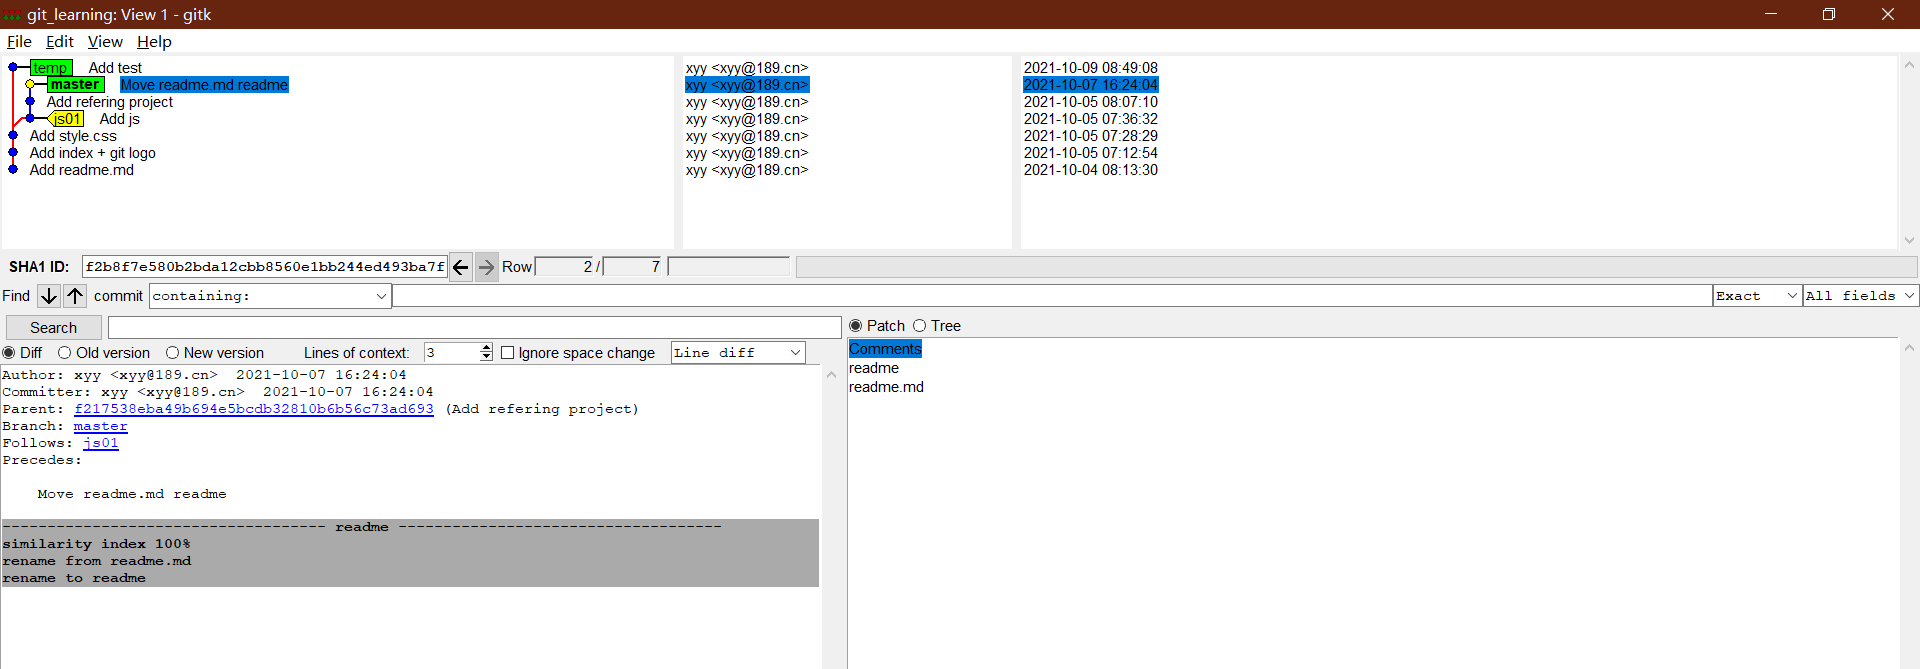 git_learning: View 1 - gitk
File Edit View Help
temp Add test xyy <xyy@189.cn> 2021-10-09 08:49:08
master Move readme.md readme xyy <xyy@189.cn> 2021-10-07 16:24:04
Add refering project xyy <xyy@189.cn> 2021-10-05 08:07:10
js01 Add js xyy <xyy@189.cn> 2021-10-05 07:36:32
Add style.css xyy <xyy@189.cn> 2021-10-05 07:28:29
Add index + git logo xyy <xyy@189.cn> 2021-10-05 07:12:54
Add readme.md xyy <xyy@189.cn> 2021-10-04 08:13:30
SHA1 ID: f2b8f7e580b2bda12cbb8560e1bb244ed493ba7f Row 2 / 7
Find commit containing: Exact All fields
Search
Patch Tree
Diff Old version New version Lines of context: 3 Ignore space change Line diff
Author: xyy <xyy@189.cn> 2021-10-07 16:24:04
Committer: xyy <xyy@189.cn> 2021-10-07 16:24:04
Parent: f217538eba49b694e5bcdb32810b6b56c73ad693 (Add refering project)
Branch: master
Follows: js01
Precedes:
Move readme.md readme
------------------------------------ readme ------------------------------------
similarity index 100%
rename from readme.md
rename to readme
Comments
readme
readme.md